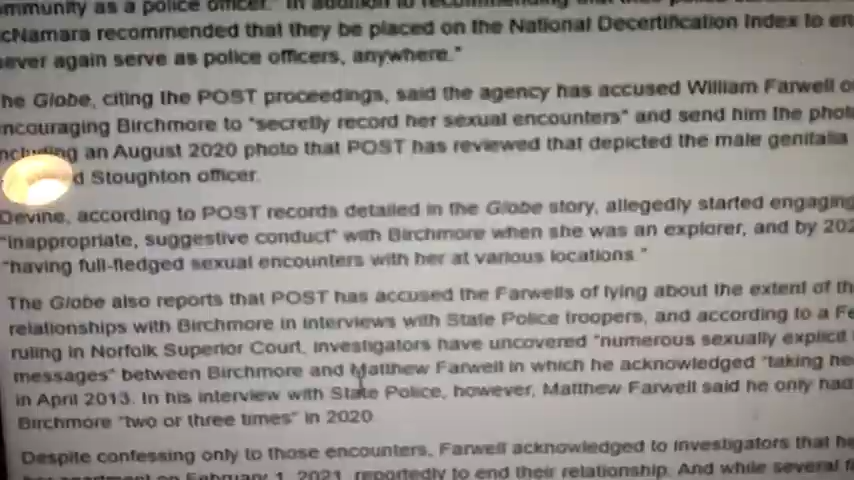 community as a police officer." In addition to recommending that
McNamara recommended that they be placed on the National Decertification Index to
never again serve as police officers, anywhere."
The Globe, citing the POST proceedings, said the agency has accused William Farwell
encouraging Birchmore to "secretly record her sexual encounters" and send him the
including an August 2020 photo that POST has reviewed that depicted the male genitalia
d Stoughton officer.
Devine, according to POST records detailed in the Globe story, allegedly started engaging
"inappropriate, suggestive conduct" with Birchmore when she was an explorer, and by 202
"having full-fledged sexual encounters with her at various locations."
The Globe also reports that POST has accused the Farwells of lying about the extent of
relationships with Birchmore in interviews with State Police troopers, and according to a
ruling in Norfolk Superior Court, investigators have uncovered "numerous sexually explicit
messages" between Birchmore and Matthew Farwell in which he acknowledged "taking
in April 2013. In his interview with State Police, however, Matthew Farwell said he only had
Birchmore "two or three times" in 2020.
Despite confessing only to those encounters, Farwell acknowledged to investigators that
her apartment on February 1, 2021, reportedly to end their relationship. And while several